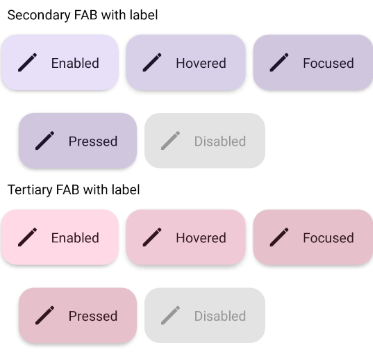 Secondary FAB with label
Enabled Hovered Focused
Pressed Disabled
Tertiary FAB with label
Enabled Hovered Focused
Pressed Disabled